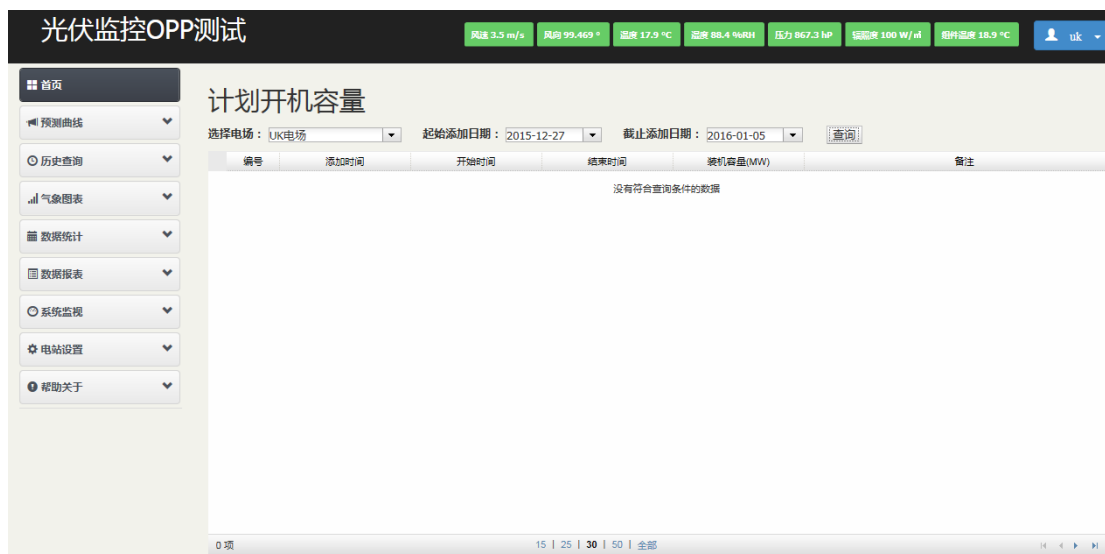 光伏监控OPP测试
风速 3.5 m/s 风向 99.469 ° 温度 17.9 ℃ 湿度 88.4 %RH 压力 867.3 hP 辐照度 100 W/㎡ 组件温度 18.9 ℃ uk
首页
预测曲线
历史查询
气象图表
数据统计
数据报表
系统监视
电站设置
帮助关于
计划开机容量
选择电场： UK电场 起始添加日期： 2015-12-27 截止添加日期： 2016-01-05 查询
编号 添加时间 开始时间 结束时间 装机容量(MW) 备注
没有符合查询条件的数据
0 项 15 | 25 | 30 | 50 | 全部